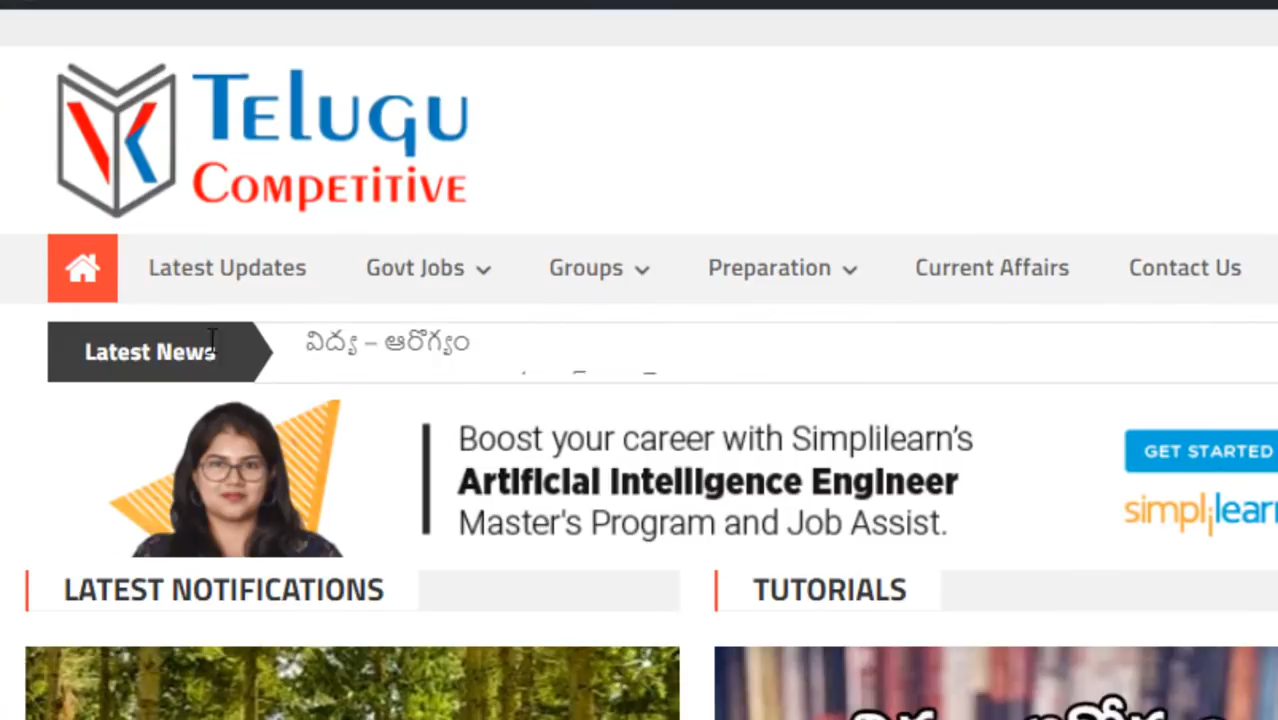 TELUGU
COMPETITIVE
Latest Updates Govt Jobs Groups Preparation Current Affairs Contact Us
Latest News విద్య – ఆరొగ్యం
Boost your career with Simplilearn's
Artificial Intelligence Engineer
Master's Program and Job Assist.
GET STARTED
simplilearn
LATEST NOTIFICATIONS TUTORIALS